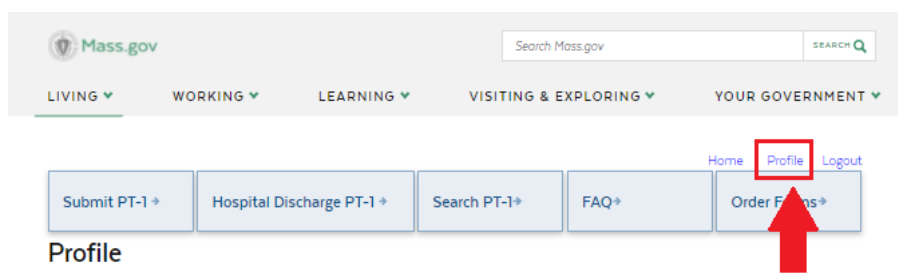 Mass.gov
Search Mass.gov
SEARCH
LIVING
WORKING
LEARNING
VISITING & EXPLORING
YOUR GOVERNMENT
Home Profile Logout
Submit PT-1 →
Hospital Discharge PT-1 →
Search PT-1→
FAQ→
Order F ms→
Profile